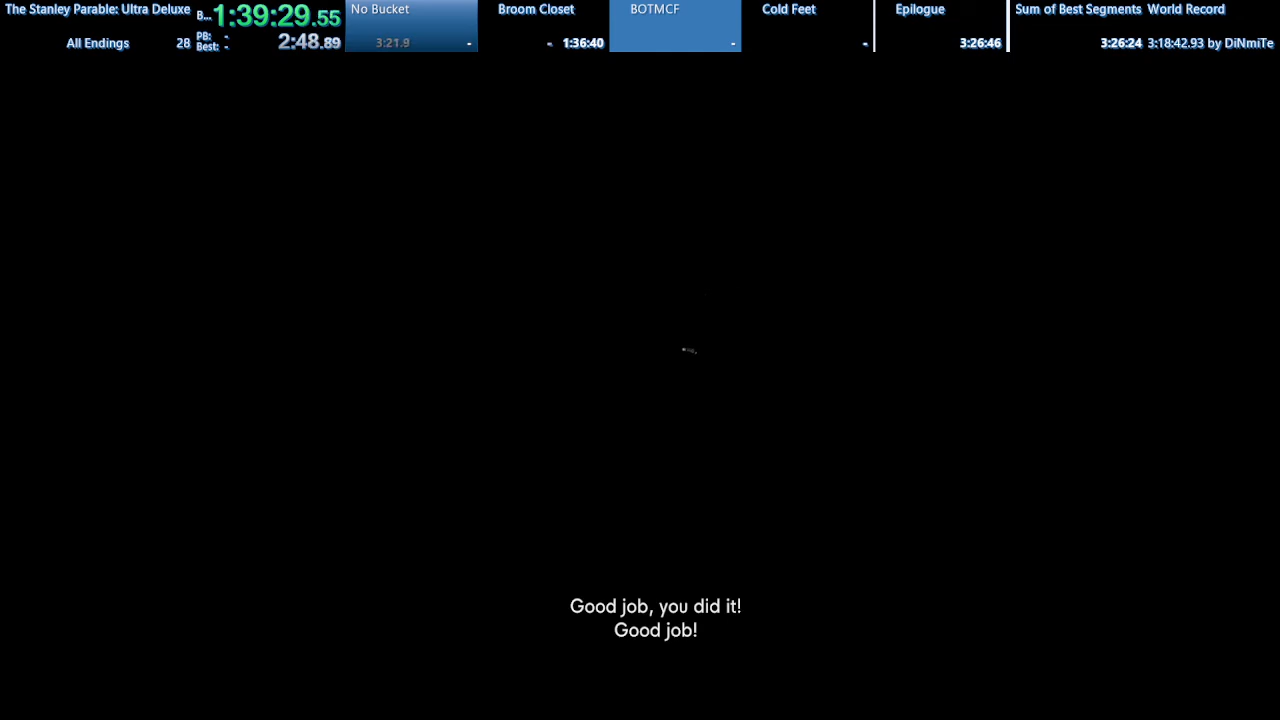 The Stanley Parable: Ultra Deluxe
All Endings 28
B... 1:39:29.55
PB: -
Best: -
2:48.89
No Bucket
3:21.9 -
Broom Closet
- 1:36:40
BOTMCF
-
Cold Feet
-
Epilogue
3:26:46
Sum of Best Segments
3:26:24
World Record
3:18:42.93 by DiNmiTe
Good job, you did it!
Good job!